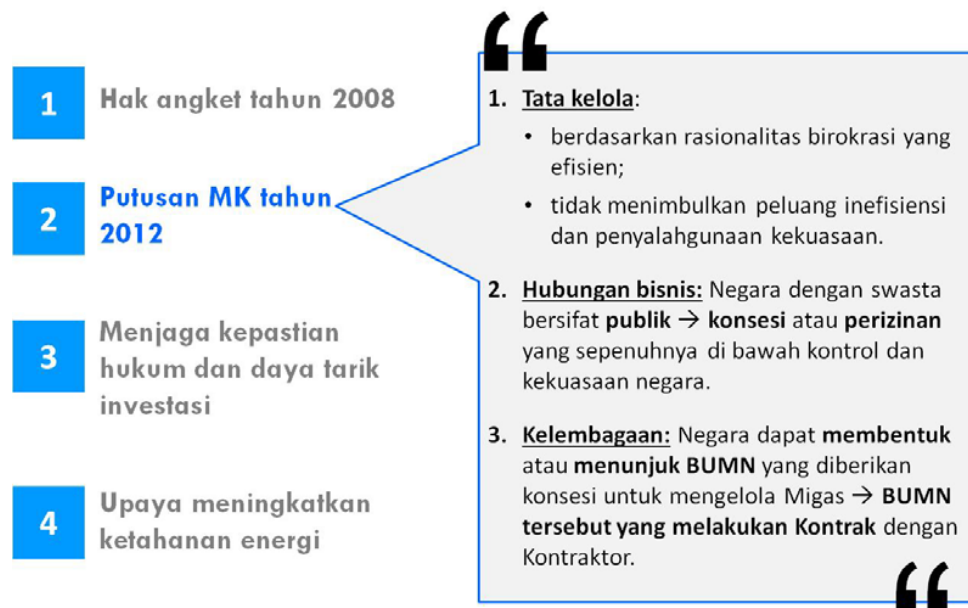 1
Hak angket tahun 2008
2
Putusan MK tahun
2012
3
Menjaga kepastian
hukum dan daya tarik
investasi
4
Upaya meningkatkan
ketahanan energi
“
1. Tata kelola:
• berdasarkan rasionalitas birokrasi yang
efisien;
• tidak menimbulkan peluang inefisiensi
dan penyalahgunaan kekuasaan.
2. Hubungan bisnis: Negara dengan swasta
bersifat publik → konsesi atau perizinan
yang sepenuhnya di bawah kontrol dan
kekuasaan negara.
3. Kelembagaan: Negara dapat membentuk
atau menunjuk BUMN yang diberikan
konsesi untuk mengelola Migas → BUMN
tersebut yang melakukan Kontrak dengan
Kontraktor.
“